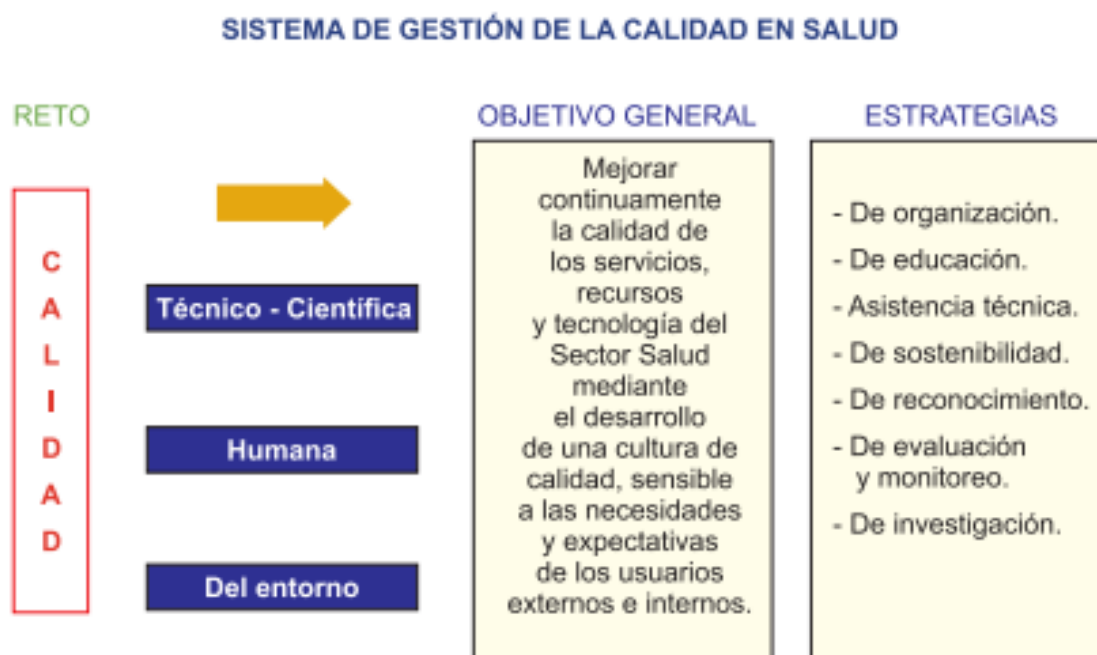 SISTEMA DE GESTIÓN DE LA CALIDAD EN SALUD
RETO
C
A
L
I
D
A
D
Técnico - Científica
Humana
Del entorno
OBJETIVO GENERAL
Mejorar
continuamente
la calidad de
los servicios,
recursos
y tecnología del
Sector Salud
mediante
el desarrollo
de una cultura de
calidad, sensible
a las necesidades
y expectativas
de los usuarios
externos e internos.
ESTRATEGIAS
- De organización.
- De educación.
- Asistencia técnica.
- De sostenibilidad.
- De reconocimiento.
- De evaluación
y monitoreo.
- De investigación.